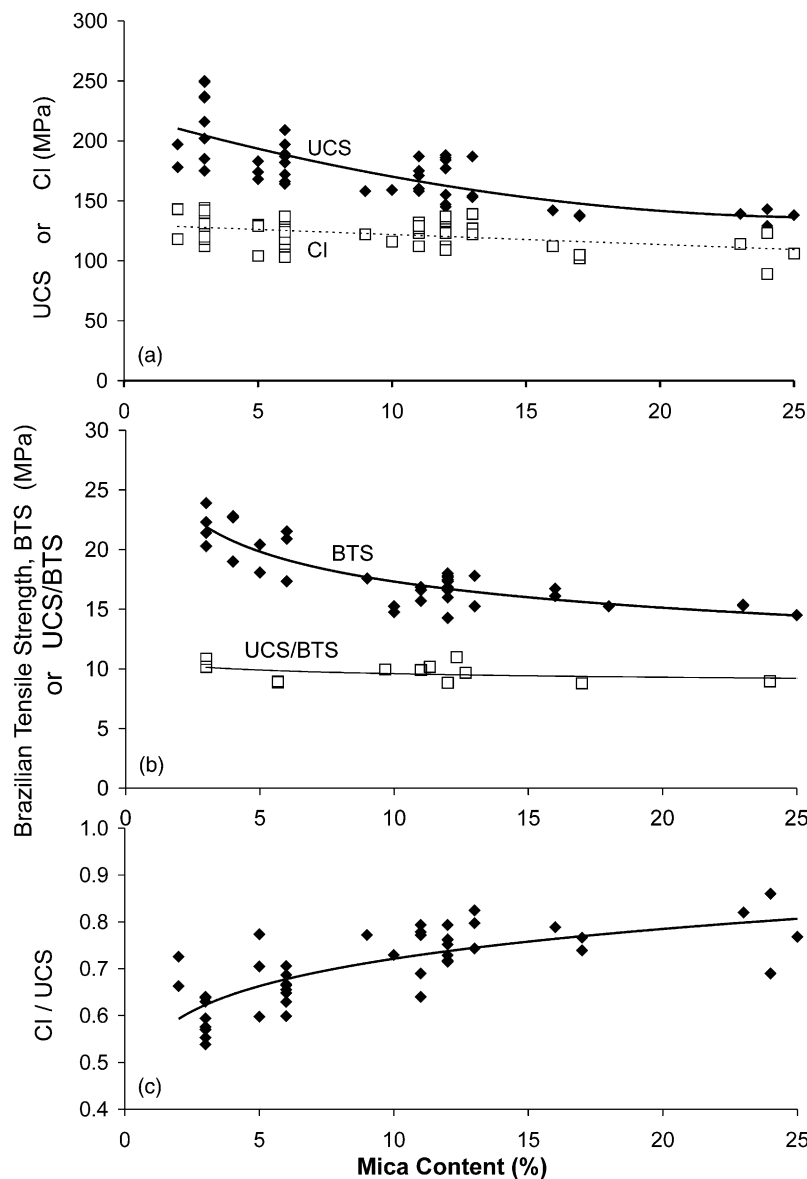 UCS or CI (MPa)
300
250
200
150
100
50
0
UCS
CI
(a)
0 5 10 15 20 25
Brazilian Tensile Strength, BTS (MPa)
or UCS/BTS
30
25
20
15
10
5
0
BTS
UCS/BTS
(b)
0 5 10 15 20 25
CI / UCS
1.0
0.9
0.8
0.7
0.6
0.5
0.4
(c)
0 5 10 15 20 25
Mica Content (%)